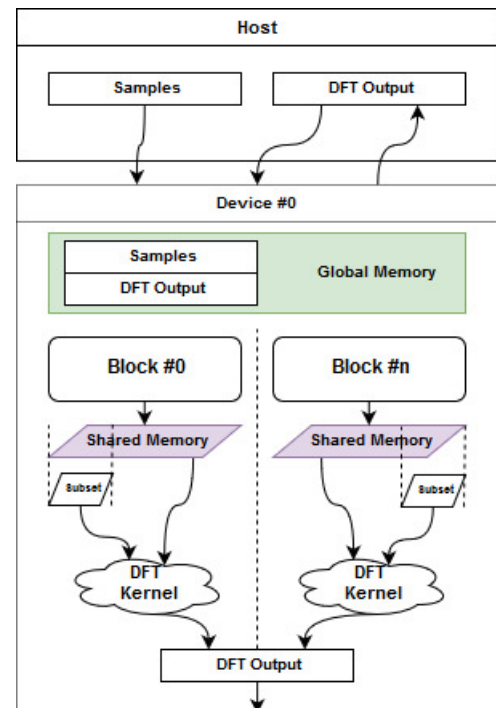 Host
Samples
DFT Output
Device #0
Samples
DFT Output
Global Memory
Block #0
Block #n
Shared Memory
Shared Memory
Subset
Subset
DFT
Kernel
DFT
Kernel
DFT Output